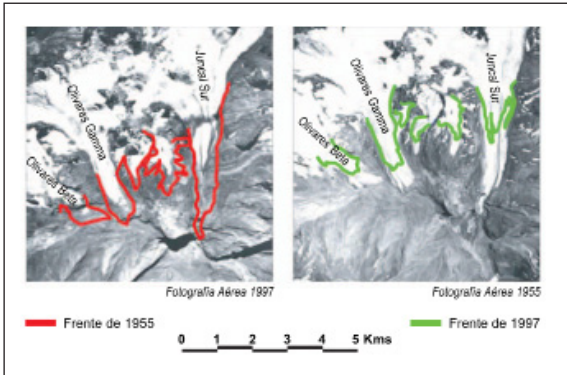 Olivares Beta
Olivares Gama
Juncal Sur
Olivares Beta
Olivares Gamma
Juncal Sur
Fotografía Aérea 1997
Fotografía Aérea 1955
Frente de 1955
Frente de 1997
0 1 2 3 4 5 Kms